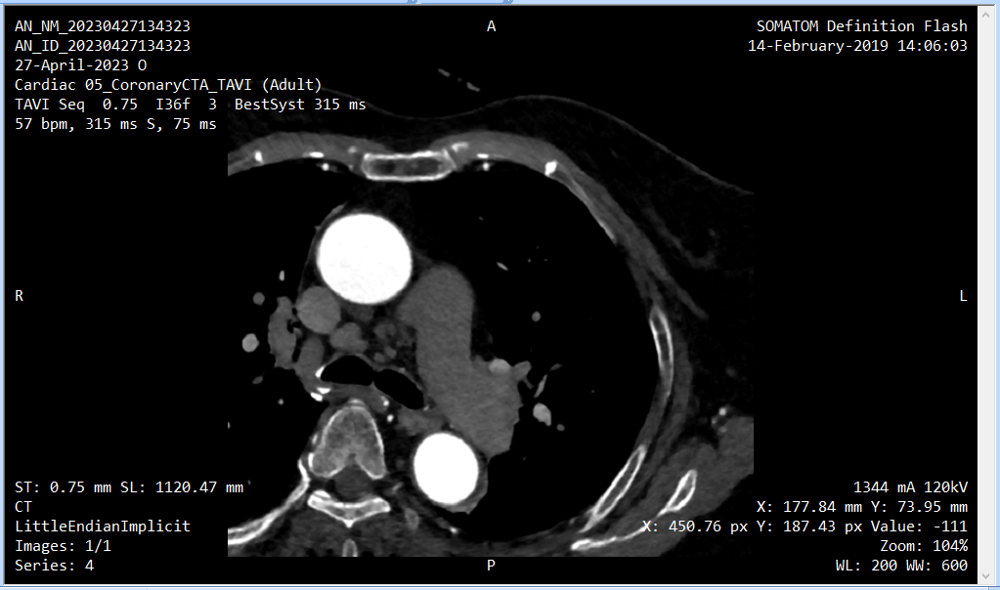 AN_NM_20230427134323
AN_ID_20230427134323
27-April-2023 O
Cardiac 05_CoronaryCTA_TAVI (Adult)
TAVI Seq  0.75  I36f  3  BestSyst 315 ms
57 bpm, 315 ms S, 75 ms
A
SOMATOM Definition Flash
14-February-2019 14:06:03
R
L
ST: 0.75 mm SL: 1120.47 mm
CT
LittleEndianImplicit
Images: 1/1
Series: 4
P
1344 mA 120kV
X: 177.84 mm Y: 73.95 mm
X: 450.76 px Y: 187.43 px Value: -111
Zoom: 104%
WL: 200 WW: 600